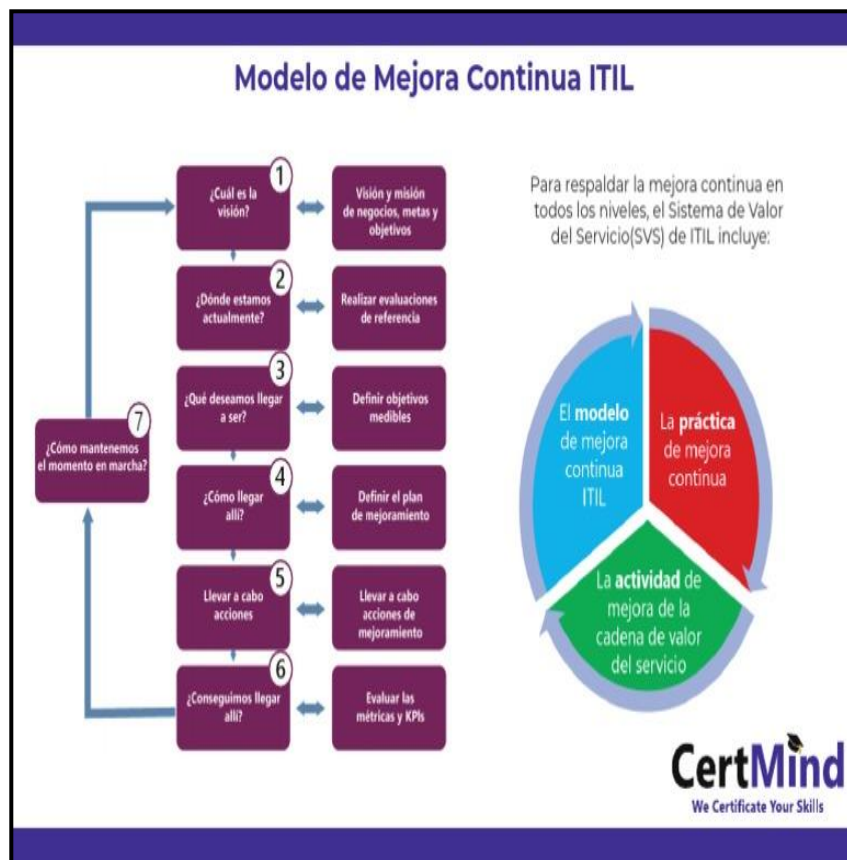 Modelo de Mejora Continua ITIL
1
¿Cuál es la
visión?
Visión y misión
de negocios, metas y
objetivos
2
¿Dónde estamos
actualmente?
Realizar evaluaciones
de referencia
3
¿Qué deseamos llegar
a ser?
Definir objetivos
medibles
7
¿Cómo mantenemos
el momento en marcha?
4
¿Cómo llegar
allí?
Definir el plan
de mejoramiento
5
Llevar a cabo
acciones
Llevar a cabo
acciones de
mejoramiento
6
¿Conseguimos llegar
allí?
Evaluar las
métricas y KPIs
Para respaldar la mejora continua en
todos los niveles, el Sistema de Valor
del Servicio(SVS) de ITIL incluye:
El modelo
de mejora
continua
ITIL
La práctica
de mejora
continua
La actividad de
mejora de la
cadena de valor
del servicio
CertMind
We Certificate Your Skills